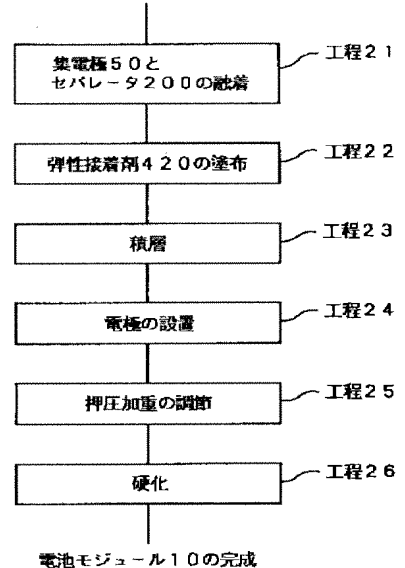 集電極50と
セパレータ200の融着
工程21
弾性接着剤420の塗布
工程22
積層
工程23
電極の設置
工程24
押圧加重の調節
工程25
硬化
工程26
電池モジュール10の完成